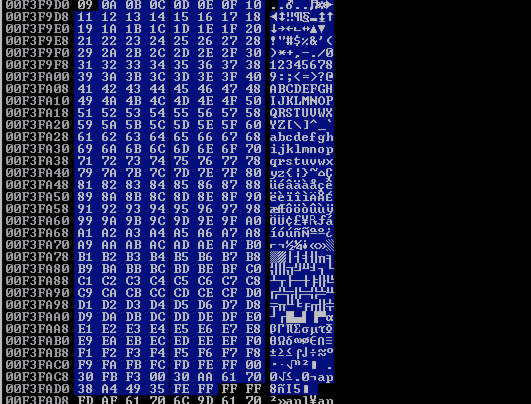 00F3F9D0 09 0A 0B 0C 0D 0E 0F 10
00F3F9D8 11 12 13 14 15 16 17 18
00F3F9E0 19 1A 1B 1C 1D 1E 1F 20
00F3F9E8 21 22 23 24 25 26 27 28 !"#$%&'(
00F3F9F0 29 2A 2B 2C 2D 2E 2F 30 )*+,-./0
00F3F9F8 31 32 33 34 35 36 37 38 12345678
00F3FA00 39 3A 3B 3C 3D 3E 3F 40 9:;<=>?@
00F3FA08 41 42 43 44 45 46 47 48 ABCDEFGH
00F3FA10 49 4A 4B 4C 4D 4E 4F 50 IJKLMNOP
00F3FA18 51 52 53 54 55 56 57 58 QRSTUVWX
00F3FA20 59 5A 5B 5C 5D 5E 5F 60 YZ[\]^_`
00F3FA28 61 62 63 64 65 66 67 68 abcdefgh
00F3FA30 69 6A 6B 6C 6D 6E 6F 70 ijklmnop
00F3FA38 71 72 73 74 75 76 77 78 qrstuvwx
00F3FA40 79 7A 7B 7C 7D 7E 7F 80 yz{|}~⌂Ç
00F3FA48 81 82 83 84 85 86 87 88 üéâäàåçê
00F3FA50 89 8A 8B 8C 8D 8E 8F 90 ëèïîìÄÅÉ
00F3FA58 91 92 93 94 95 96 97 98 æÆôöòûùÿ
00F3FA60 99 9A 9B 9C 9D 9E 9F A0 ÖÜ¢£¥₧ƒá
00F3FA68 A1 A2 A3 A4 A5 A6 A7 A8 íóúñÑªº¿
00F3FA70 A9 AA AB AC AD AE AF B0 ⌐¬½¼¡«»░
00F3FA78 B1 B2 B3 B4 B5 B6 B7 B8 ▒▓│┤╡╢╖╕
00F3FA80 B9 BA BB BC BD BE BF C0 ╣║╗╝╜╛┐└
00F3FA88 C1 C2 C3 C4 C5 C6 C7 C8 ┴┬├─┼╞╟╚
00F3FA90 C9 CA CB CC CD CE CF D0 ╔╩╦╠═╬╧╨
00F3FA98 D1 D2 D3 D4 D5 D6 D7 D8 ╤╥╙╘╒╓╫╪
00F3FAA0 D9 DA DB DC DD DE DF E0 ┘┌█▄▌▐▀α
00F3FAA8 E1 E2 E3 E4 E5 E6 E7 E8 ßΓπΣσµτΦ
00F3FAB0 E9 EA EB EC ED EE EF F0 ΘΩδ∞φε∩≡
00F3FAB8 F1 F2 F3 F4 F5 F6 F7 F8 ±≥≤⌠⌡÷≈°
00F3FAC0 F9 FA FB FC FD FE FF 00
00F3FAC8 30 FB F3 00 30 AA 61 70
00F3FAD0 38 A4 49 35 FE FF FF FF
00F3FAD8 FD AF 61 70 6C 9D 61 70